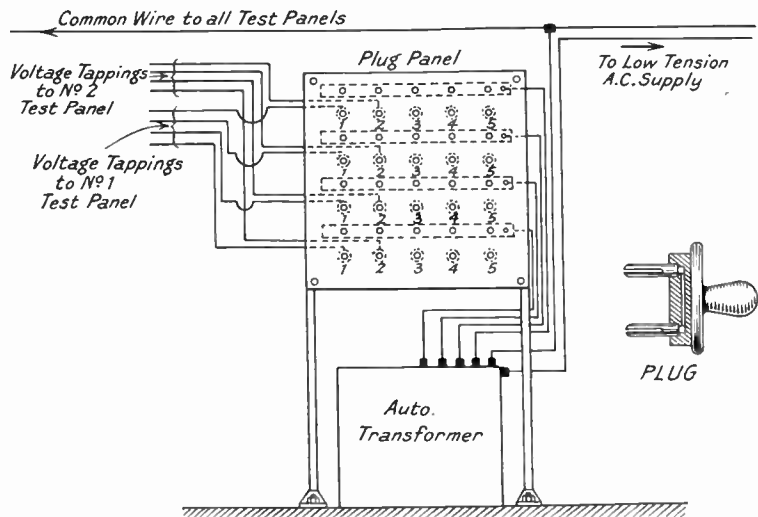 Common Wire to all Test Panels
Plug Panel
To Low Tension
A.C. Supply
Voltage Tappings
to Nº 2
Test Panel
Voltage Tappings
to Nº 1
Test Panel
1 2 3 4 5
1 2 3 4 5
1 2 3 4 5
1 2 3 4 5
PLUG
Auto.
Transformer